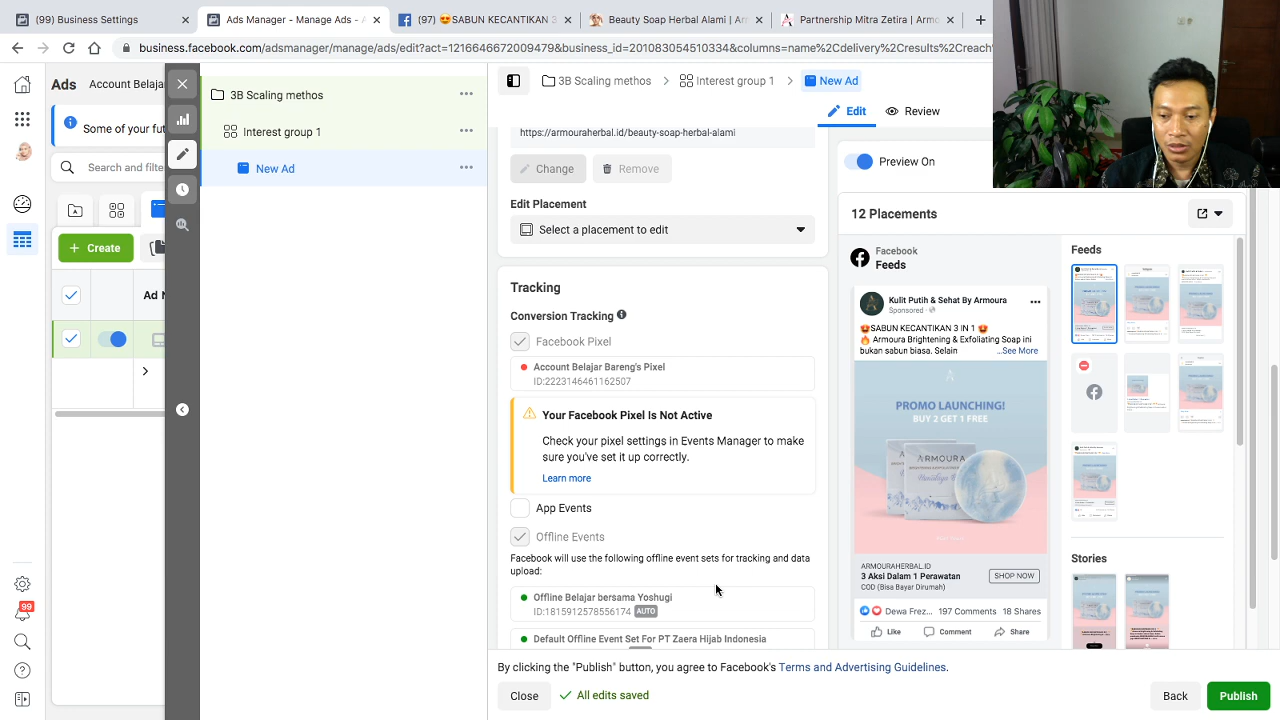 (99) Business Settings
Ads Manager - Manage Ads - A
(97) 😍SABUN KECANTIKAN 3
Beauty Soap Herbal Alami | Arm
Partnership Mitra Zetira | Armo
business.facebook.com/adsmanager/manage/ads/edit?act=1216646672009479&business_id=201083054510334&columns=name%2Cdelivery%2Cresults%2Creach%
Ads
Account Belajar
Some of your fut
Search and filte
Create
Ad N
99
3B Scaling methos
Interest group 1
New Ad
3B Scaling methos
Interest group 1
New Ad
Edit
Review
https://armouraherbal.id/beauty-soap-herbal-alami
Change
Remove
Edit Placement
Select a placement to edit
Tracking
Conversion Tracking
Facebook Pixel
Account Belajar Bareng's Pixel
ID:2223146461162507
Your Facebook Pixel Is Not Active
Check your pixel settings in Events Manager to make
sure you've set it up correctly.
Learn more
App Events
Offline Events
Facebook will use the following offline event sets for tracking and data
upload:
Offline Belajar bersama Yoshugi
ID:1815912578556174 AUTO
Default Offline Event Set For PT Zaera Hijab Indonesia
Preview On
12 Placements
Facebook
Feeds
Kulit Putih & Sehat By Armoura
Sponsored
😍SABUN KECANTIKAN 3 IN 1 😍
🔥 Armoura Brightening & Exfoliating Soap ini
bukan sabun biasa. Selain ...See More
PROMO LAUNCHING!
BUY 2 GET 1 FREE
ARMOURA
ARMOURAHERBAL.ID
3 Aksi Dalam 1 Perawatan
COD (Bisa Bayar Dirumah)
SHOP NOW
Dewa Frez... 197 Comments 18 Shares
Like
Comment
Share
Feeds
Stories
By clicking the "Publish" button, you agree to Facebook's Terms and Advertising Guidelines.
Close
All edits saved
Back
Publish